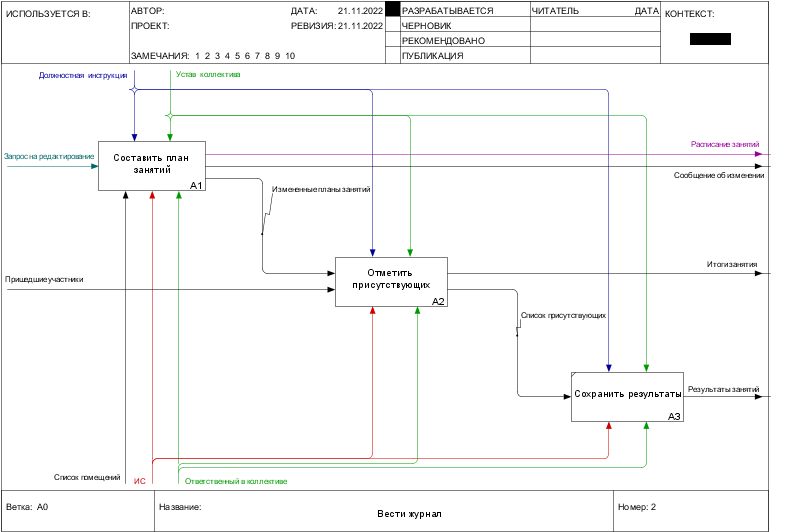 ИСПОЛЬЗУЕТСЯ В:
АВТОР:
ДАТА: 21.11.2022
РАЗРАБАТЫВАЕТСЯ
ЧИТАТЕЛЬ
ДАТА
КОНТЕКСТ:
ПРОЕКТ:
РЕВИЗИЯ: 21.11.2022
ЧЕРНОВИК
РЕКОМЕНДОВАНО
ЗАМЕЧАНИЯ: 1 2 3 4 5 6 7 8 9 10
ПУБЛИКАЦИЯ
Должностная инструкция
Устав коллектива
Расписание занятий
Запрос на редактирование
Составить план
занятий
A1
Сообщение об изменении
Измененные планы занятий
Пришедшие участники
Отметить
присутствующих
A2
Итоги занятия
Список присутствующих
Сохранить результаты
A3
Результаты занятий
Список помещений
ИС
Ответственный в коллективе
Ветка: A0
Название:
Вести журнал
Номер: 2